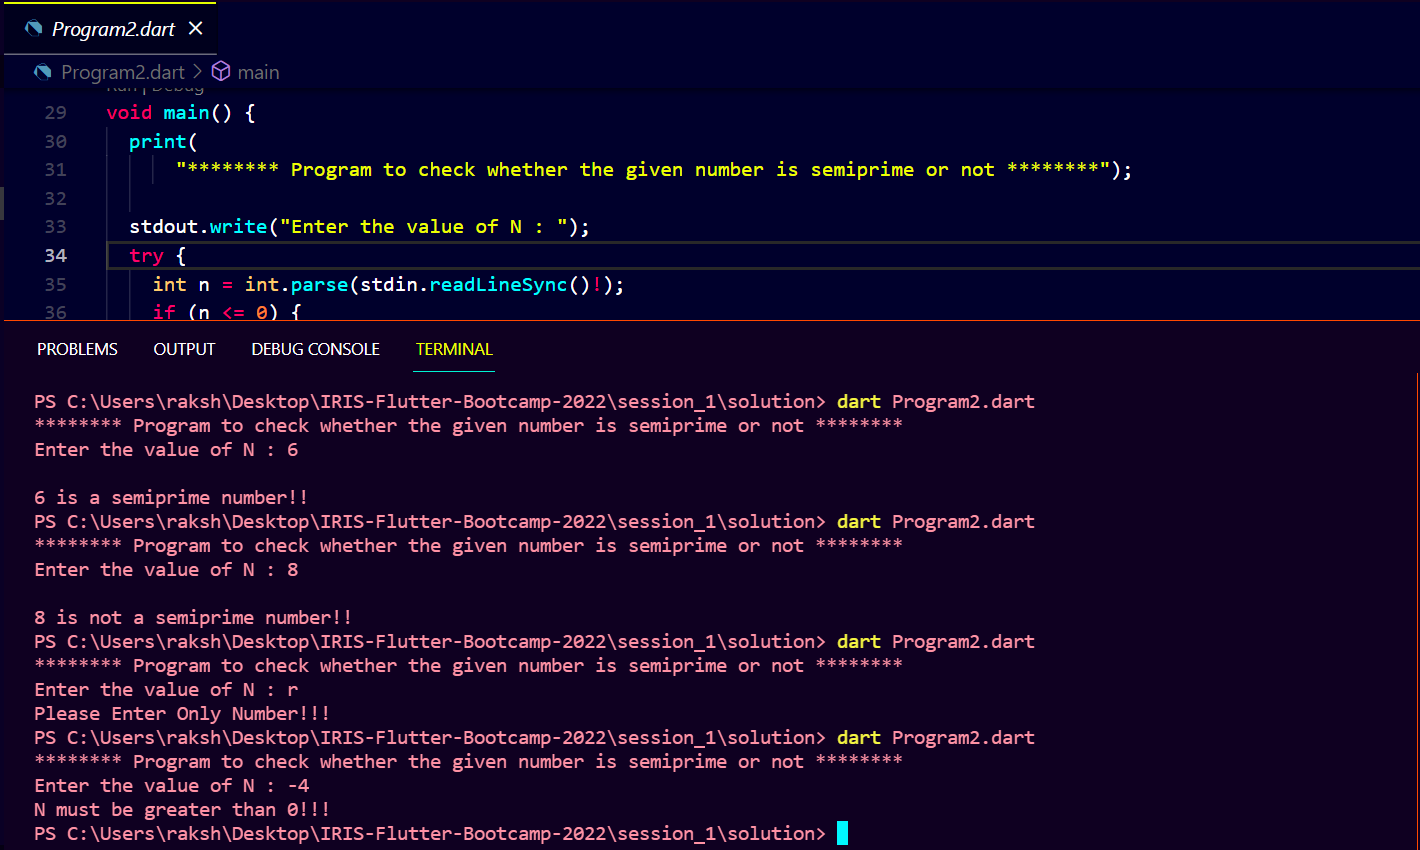 Program2.dart
Program2.dart > main
Run | Debug
29 void main() {
30 print(
31 "******** Program to check whether the given number is semiprime or not ********");
32
33 stdout.write("Enter the value of N : ");
34 try {
35 int n = int.parse(stdin.readLineSync()!);
36 if (n <= 0) {
PROBLEMS OUTPUT DEBUG CONSOLE TERMINAL
PS C:\Users\raksh\Desktop\IRIS-Flutter-Bootcamp-2022\session_1\solution> dart Program2.dart
******** Program to check whether the given number is semiprime or not ********
Enter the value of N : 6
6 is a semiprime number!!
PS C:\Users\raksh\Desktop\IRIS-Flutter-Bootcamp-2022\session_1\solution> dart Program2.dart
******** Program to check whether the given number is semiprime or not ********
Enter the value of N : 8
8 is not a semiprime number!!
PS C:\Users\raksh\Desktop\IRIS-Flutter-Bootcamp-2022\session_1\solution> dart Program2.dart
******** Program to check whether the given number is semiprime or not ********
Enter the value of N : r
Please Enter Only Number!!!
PS C:\Users\raksh\Desktop\IRIS-Flutter-Bootcamp-2022\session_1\solution> dart Program2.dart
******** Program to check whether the given number is semiprime or not ********
Enter the value of N : -4
N must be greater than 0!!!
PS C:\Users\raksh\Desktop\IRIS-Flutter-Bootcamp-2022\session_1\solution>